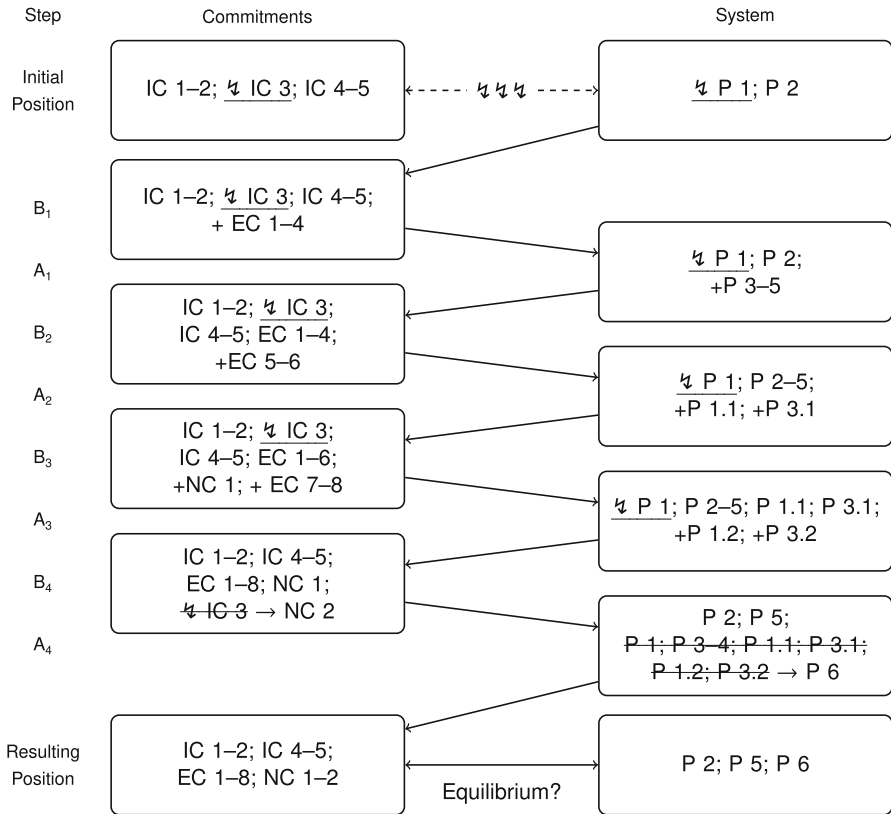 Step Commitments System
Initial
Position
IC 1–2; ↯ IC 3; IC 4–5
↯↯↯
↯ P 1; P 2
B₁
IC 1–2; ↯ IC 3; IC 4–5;
+ EC 1–4
A₁
↯ P 1; P 2;
+P 3–5
B₂
IC 1–2; ↯ IC 3;
IC 4–5; EC 1–4;
+EC 5–6
A₂
↯ P 1; P 2–5;
+P 1.1; +P 3.1
B₃
IC 1–2; ↯ IC 3;
IC 4–5; EC 1–6;
+NC 1; + EC 7–8
A₃
↯ P 1; P 2–5; P 1.1; P 3.1;
+P 1.2; +P 3.2
B₄
IC 1–2; IC 4–5;
EC 1–8; NC 1;
↯ IC 3 → NC 2
A₄
P 2; P 5;
P 1; P 3–4; P 1.1; P 3.1;
P 1.2; P 3.2 → P 6
Resulting
Position
IC 1–2; IC 4–5;
EC 1–8; NC 1–2
Equilibrium?
P 2; P 5; P 6